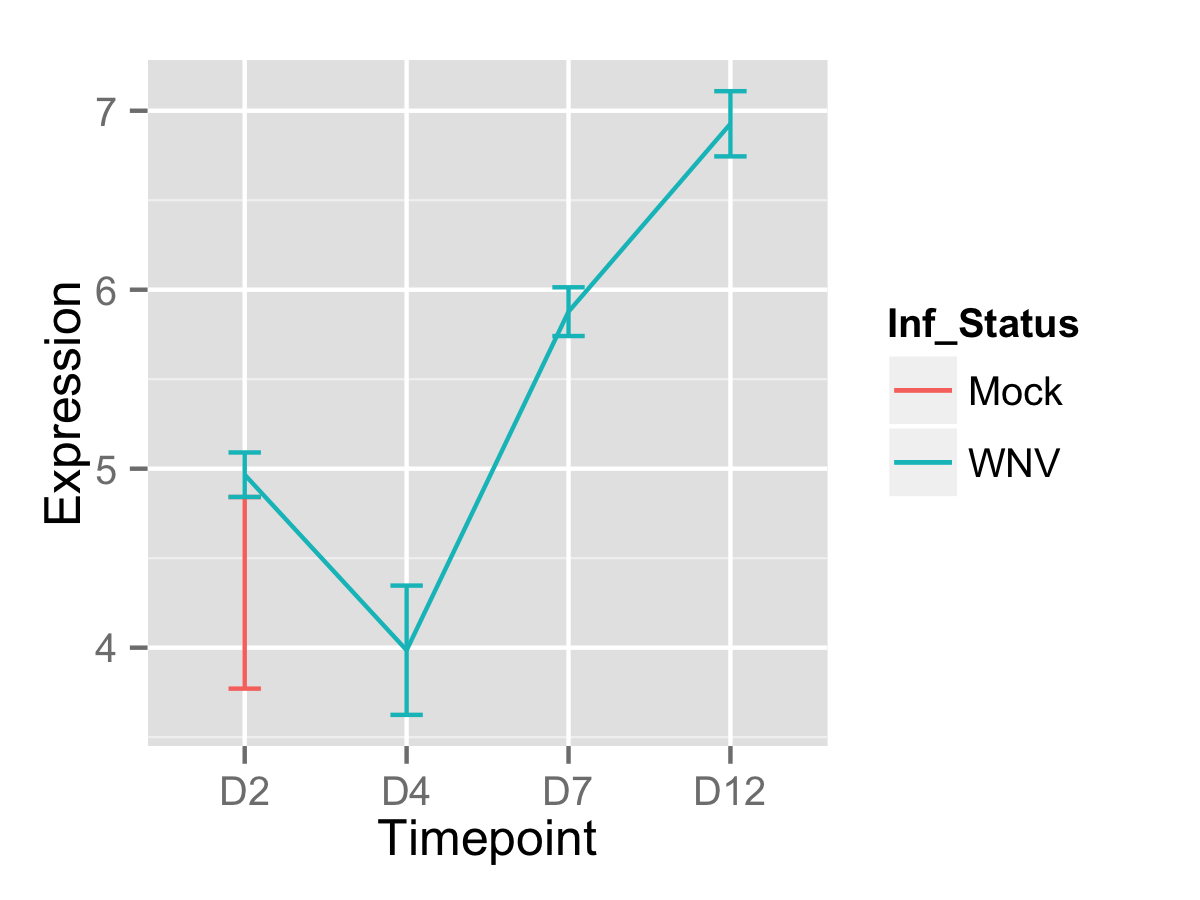 7
6
5
4
Expression
D2 D4 D7 D12
Timepoint
Inf_Status
Mock
WNV